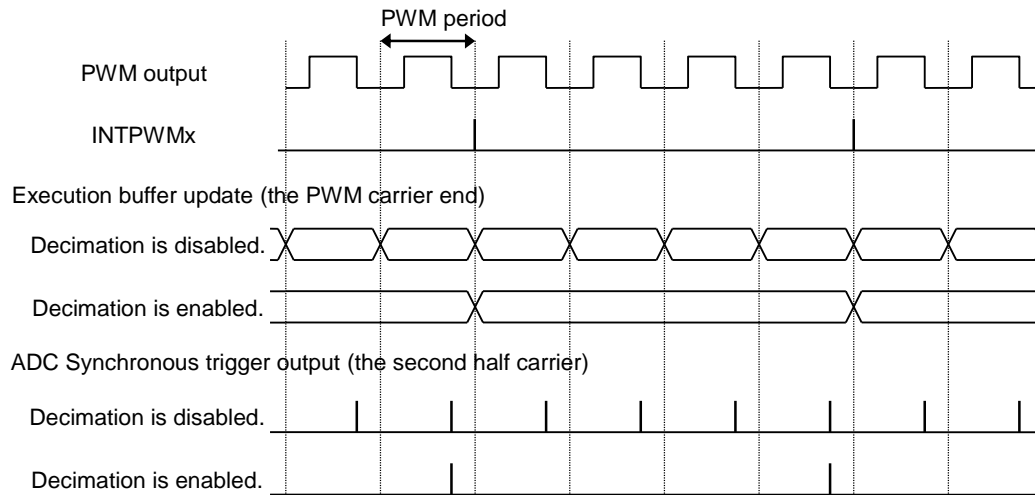 PWM period
PWM output
INTPWMx
Execution buffer update (the PWM carrier end)
Decimation is disabled.
Decimation is enabled.
ADC Synchronous trigger output (the second half carrier)
Decimation is disabled.
Decimation is enabled.